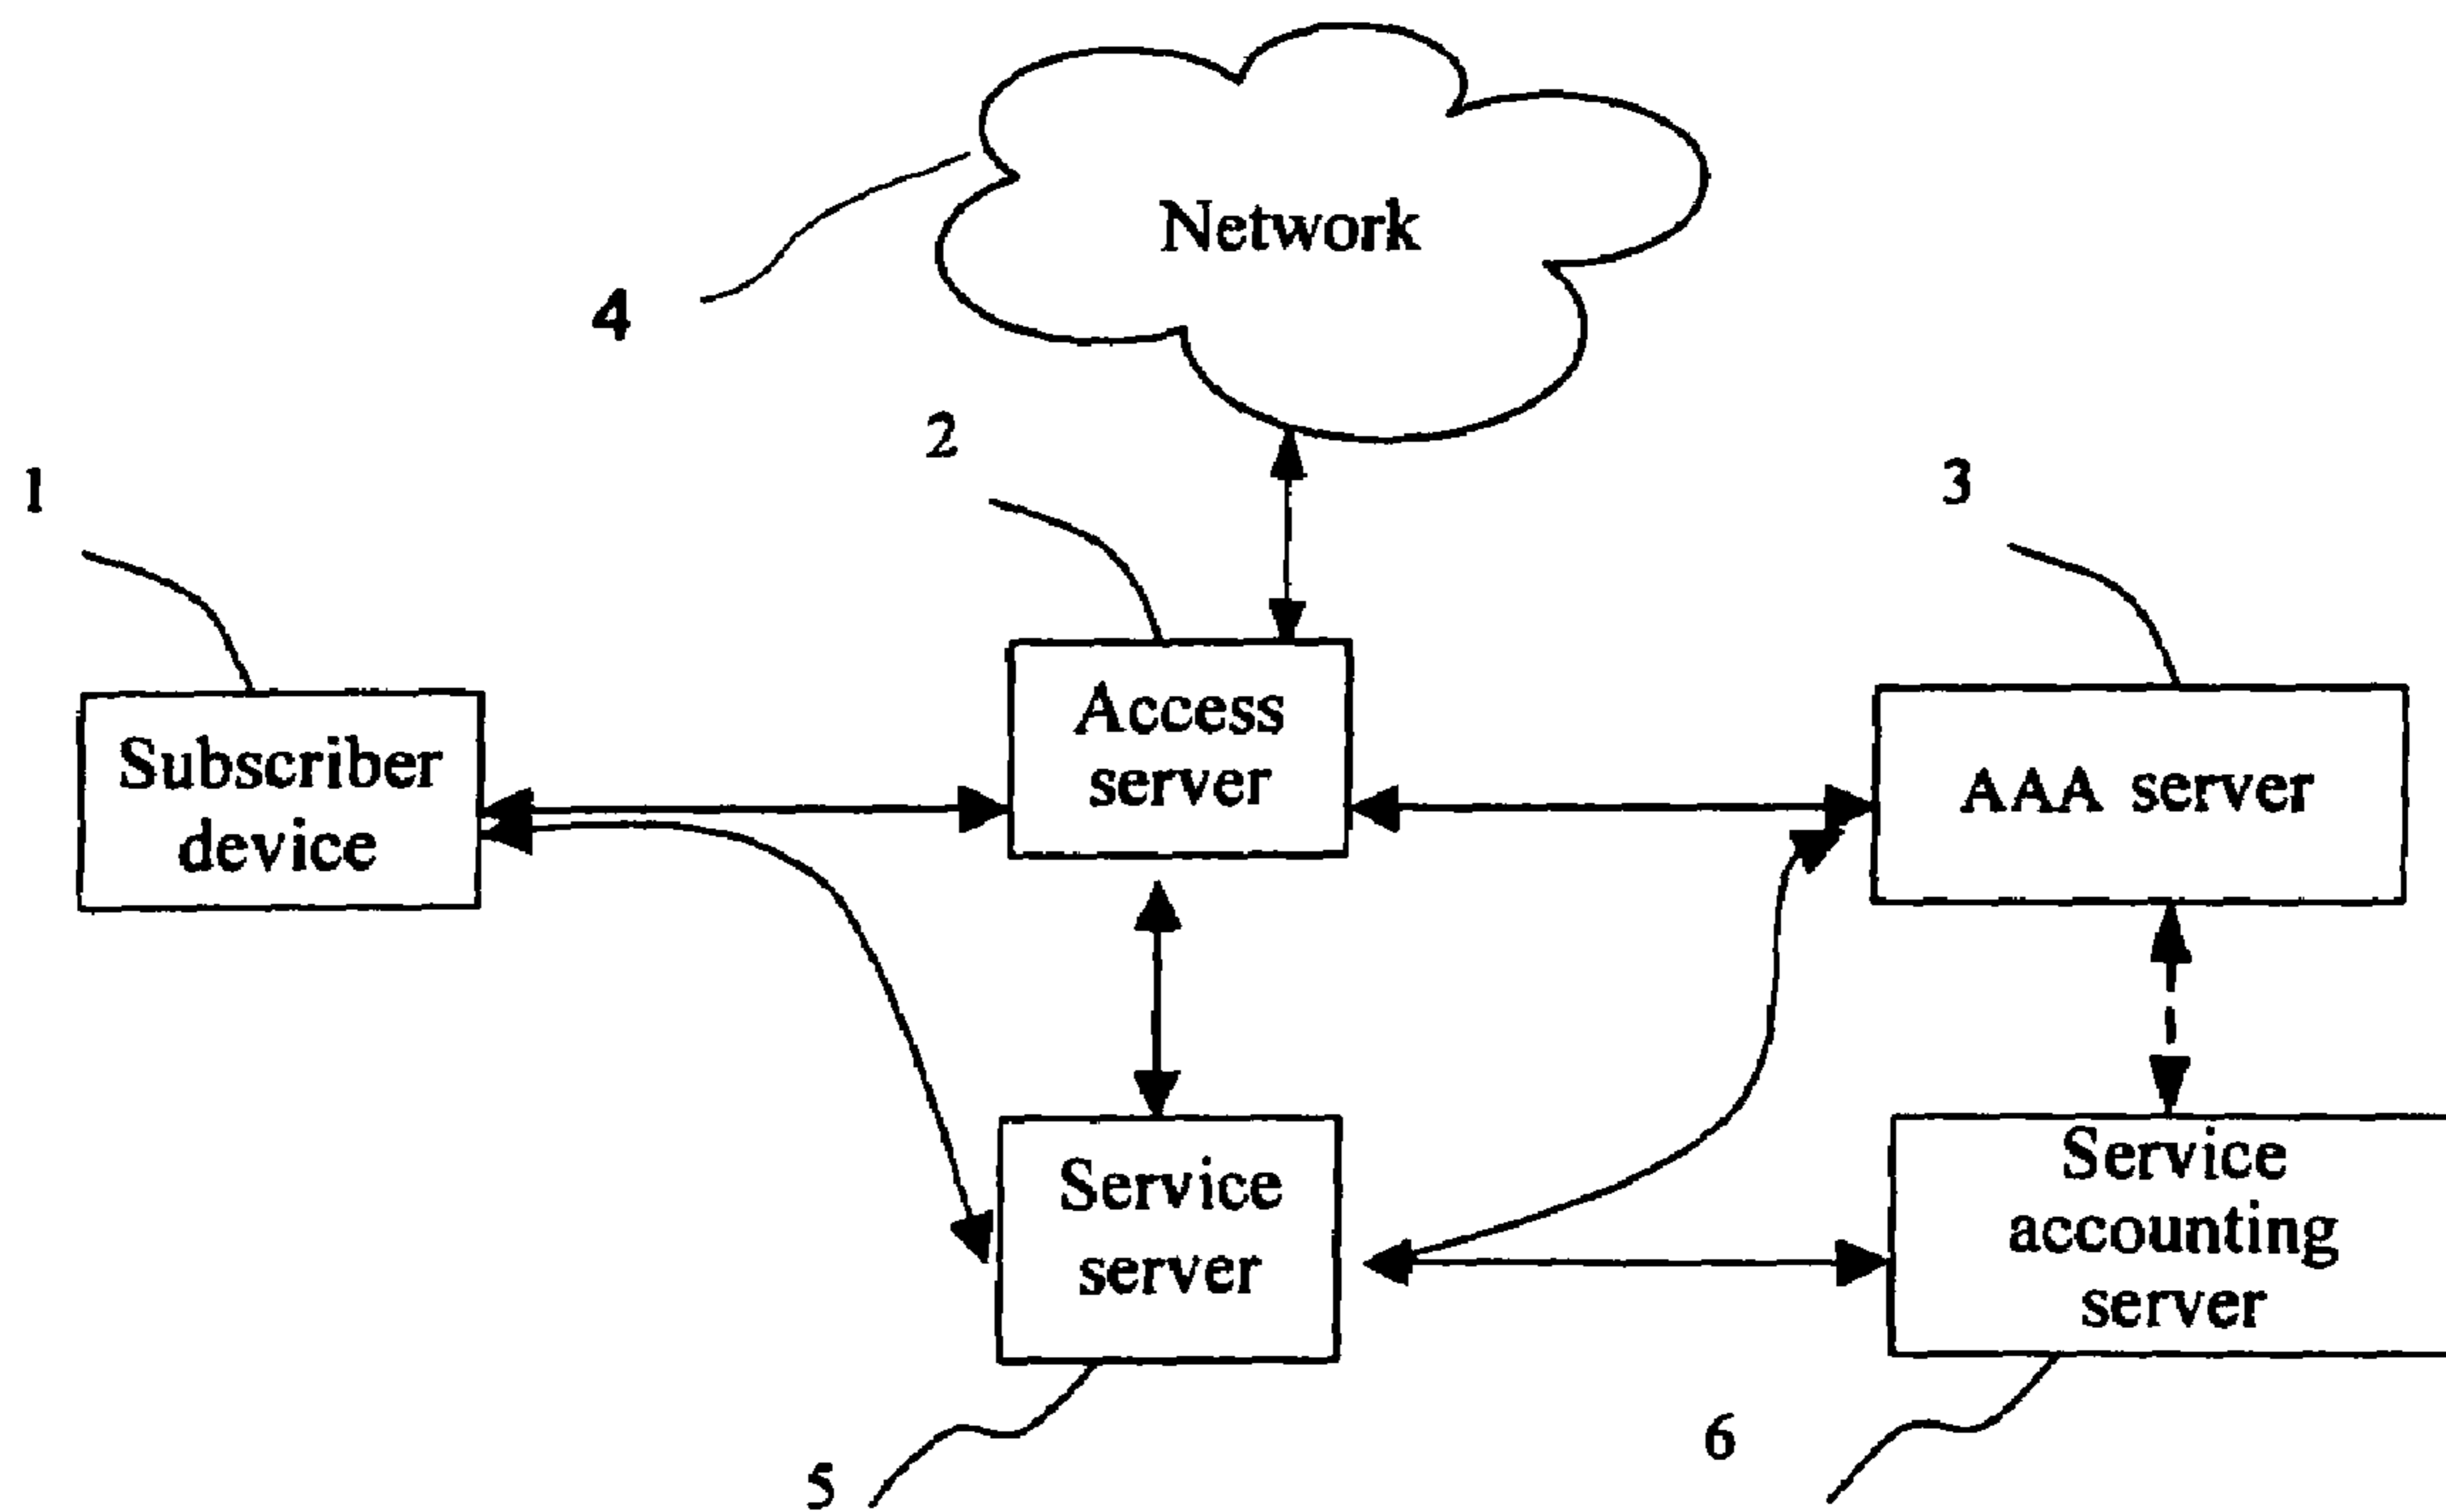 Network
4
2
1
3
Access
server
Subscriber
device
AAA server
Service
server
Service
accounting
server
6
5